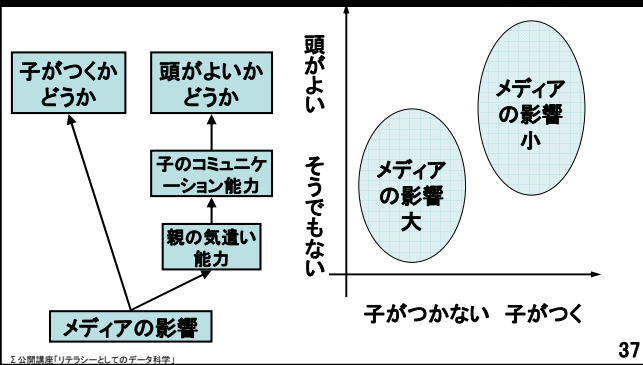 子がつくか
どうか
頭がよいか
どうか
子のコミュニケ
ーション能力
親の気遣い
能力
メディアの影響
頭がよい
そうでもない
メディア
の影響
小
メディア
の影響
大
子がつかない 子がつく
Σ公開講座「リテラシーとしてのデータ科学」
37